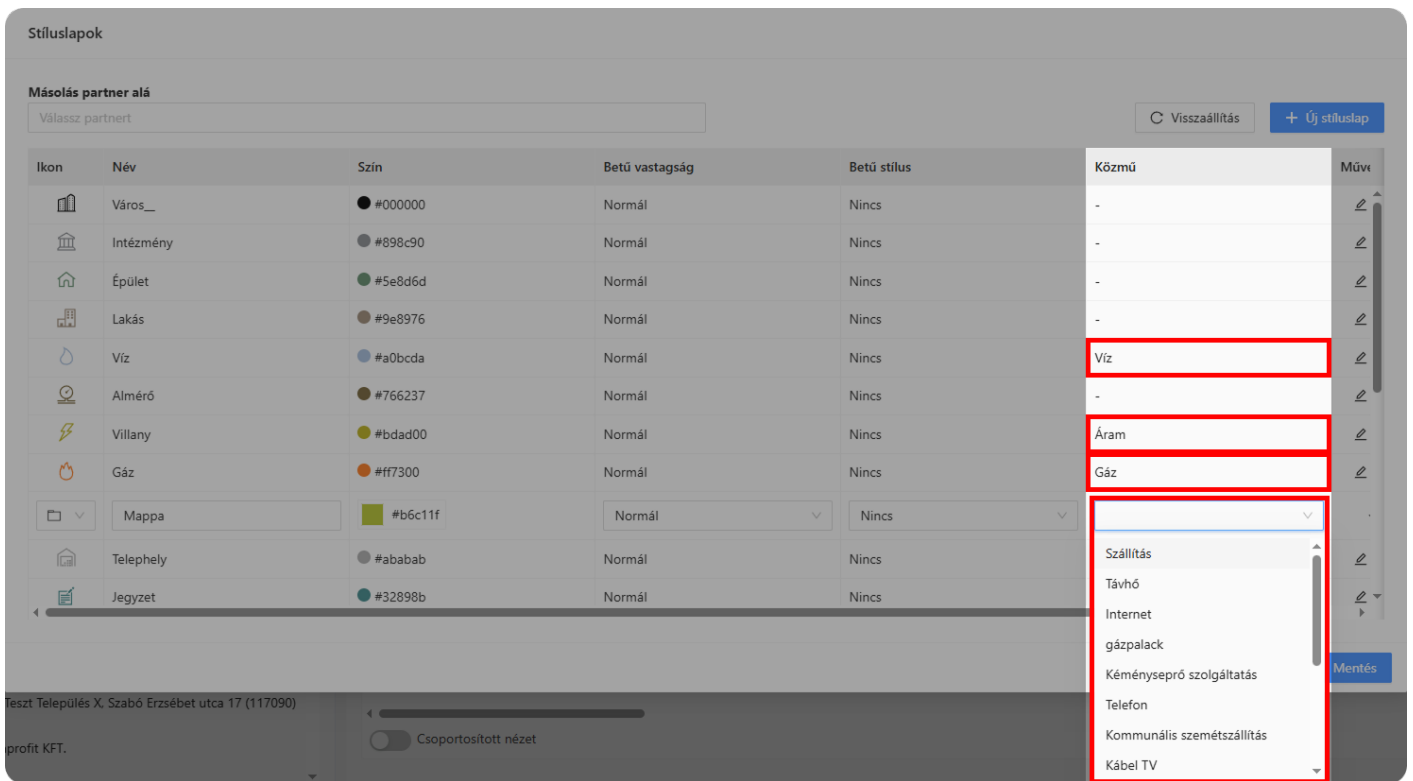 Stíluslapok
Másolás partner alá
Válassz partnert
Visszaállítás
+ Új stíluslap
Ikon Név Szín Betű vastagság Betű stílus Közmű Műve
Város__ #000000 Normál Nincs -
Intézmény #898c90 Normál Nincs -
Épület #5e8d6d Normál Nincs -
Lakás #9e8976 Normál Nincs -
Víz #a0bcda Normál Nincs Víz
Almérő #766237 Normál Nincs -
Villany #bdad00 Normál Nincs Áram
Gáz #ff7300 Normál Nincs Gáz
Mappa #b6c11f Normál Nincs
Telephely #ababab Normál Nincs
Jegyzet #32898b Normál Nincs
Szállítás
Távhő
Internet
gázpalack
Kéményseprő szolgáltatás
Telefon
Kommunális szemétszállítás
Kábel TV
Mentés
Teszt Település X, Szabó Erzsébet utca 17 (117090)
Csoportosított nézet
profit KFT.